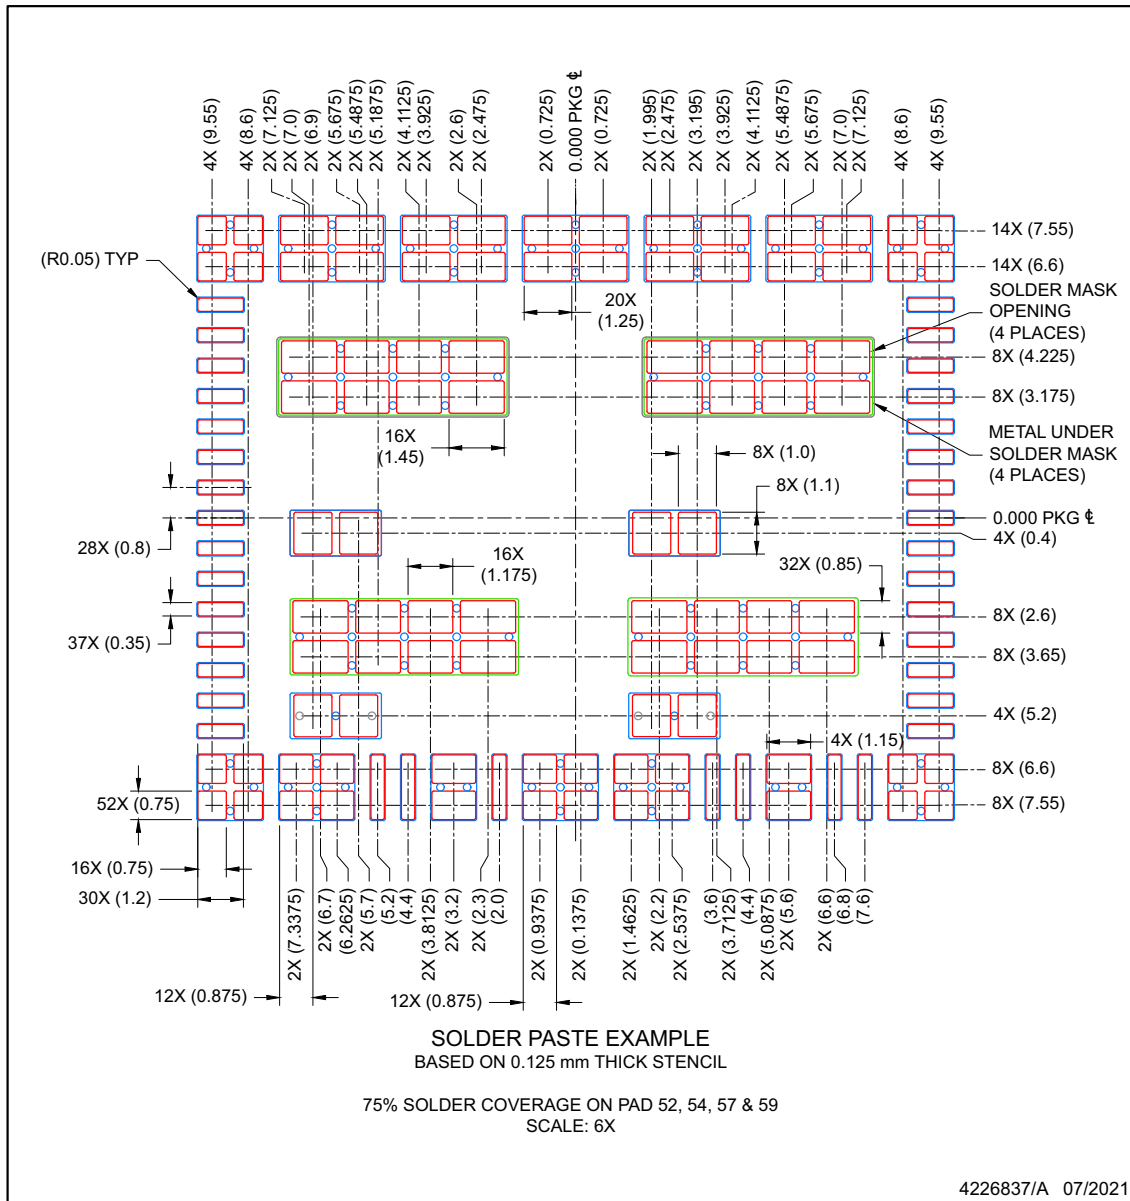 4X (9.55)
4X (8.6)
2X (7.125)
2X (7.0)
2X (6.9)
2X (5.675)
2X (5.4875)
2X (5.1875)
2X (4.1125)
2X (3.925)
2X (2.6)
2X (2.475)
2X (0.725)
0.000 PKG ℄
2X (0.725)
2X (1.995)
2X (2.475)
2X (3.195)
2X (3.925)
2X (4.1125)
2X (5.4875)
2X (5.675)
2X (7.0)
2X (7.125)
4X (8.6)
4X (9.55)
14X (7.55)
(R0.05) TYP
14X (6.6)
SOLDER MASK
OPENING
(4 PLACES)
20X
(1.25)
8X (4.225)
8X (3.175)
METAL UNDER
SOLDER MASK
(4 PLACES)
16X
(1.45)
8X (1.0)
8X (1.1)
0.000 PKG ℄
4X (0.4)
28X (0.8)
16X
(1.175)
32X (0.85)
8X (2.6)
37X (0.35)
8X (3.65)
4X (5.2)
4X (1.15)
8X (6.6)
52X (0.75)
8X (7.55)
16X (0.75)
30X (1.2)
2X (7.3375)
2X (6.7)
2X (6.2625)
2X (5.7)
(5.2)
(4.4)
2X (3.8125)
2X (3.2)
2X (2.3)
(2.0)
2X (0.9375)
2X (0.1375)
2X (1.4625)
2X (2.2)
2X (2.5375)
(3.6)
2X (3.7125)
(4.4)
2X (5.0875)
2X (5.6)
2X (6.6)
(6.8)
(7.6)
12X (0.875)
12X (0.875)
SOLDER PASTE EXAMPLE
BASED ON 0.125 mm THICK STENCIL
75% SOLDER COVERAGE ON PAD 52, 54, 57 & 59
SCALE: 6X
4226837/A 07/2021